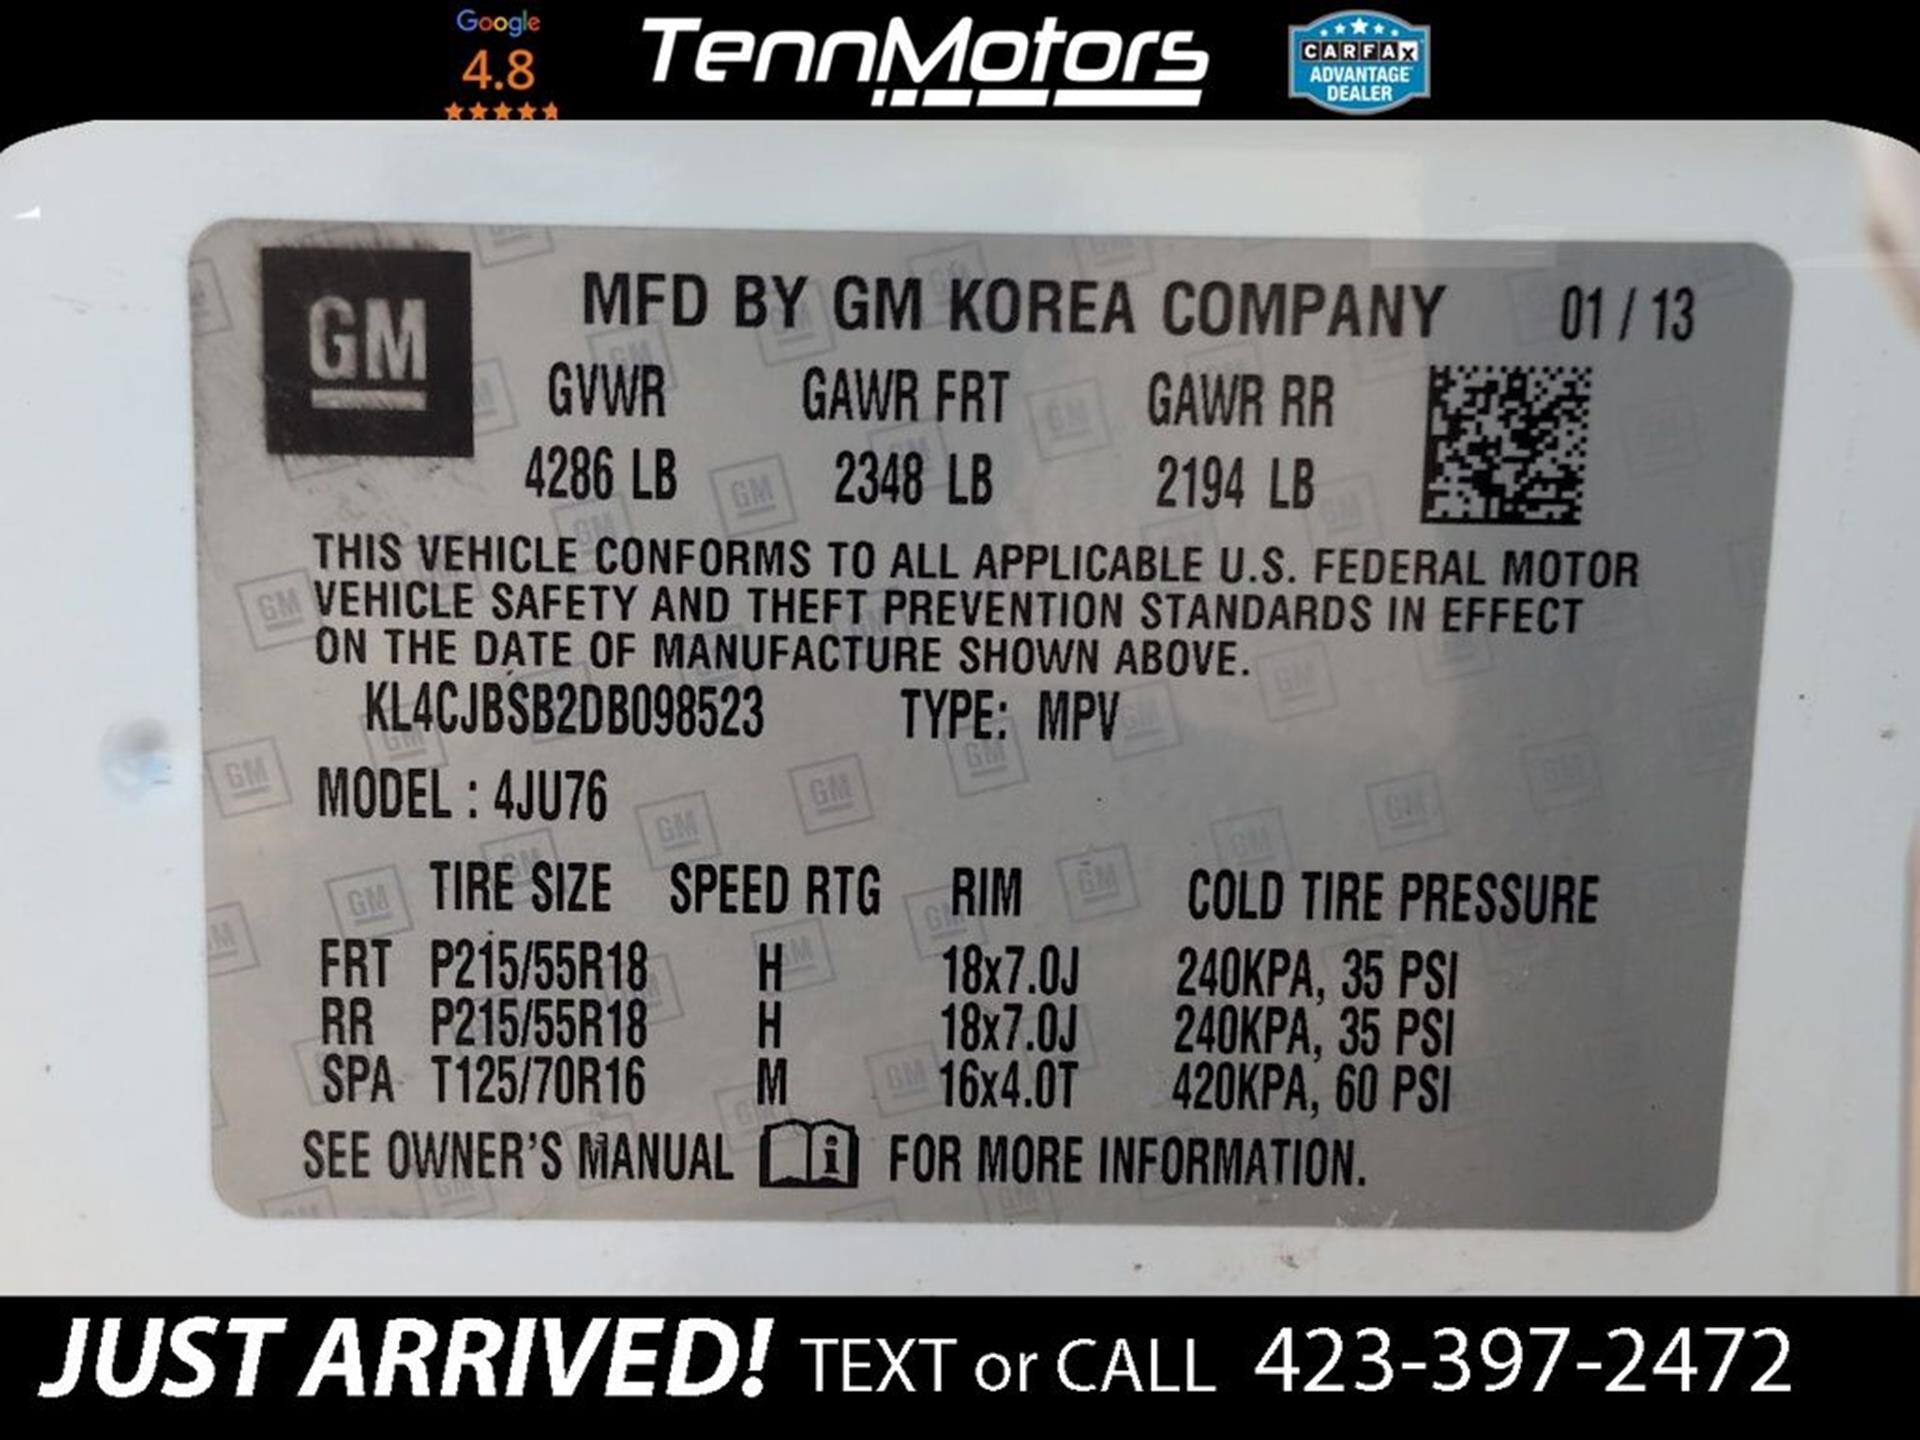 Google
4.8
TennMotors
CARFAX
ADVANTAGE
DEALER
GM
MFD BY GM KOREA COMPANY 01 / 13
GVWR GAWR FRT GAWR RR
4286 LB 2348 LB 2194 LB
THIS VEHICLE CONFORMS TO ALL APPLICABLE U.S. FEDERAL MOTOR
VEHICLE SAFETY AND THEFT PREVENTION STANDARDS IN EFFECT
ON THE DATE OF MANUFACTURE SHOWN ABOVE.
KL4CJBSB2DB098523 TYPE: MPV
MODEL : 4JU76
TIRE SIZE SPEED RTG RIM COLD TIRE PRESSURE
FRT P215/55R18 H 18x7.0J 240KPA, 35 PSI
RR P215/55R18 H 18x7.0J 240KPA, 35 PSI
SPA T125/70R16 M 16x4.0T 420KPA, 60 PSI
SEE OWNER'S MANUAL i FOR MORE INFORMATION.
JUST ARRIVED! TEXT or CALL 423-397-2472